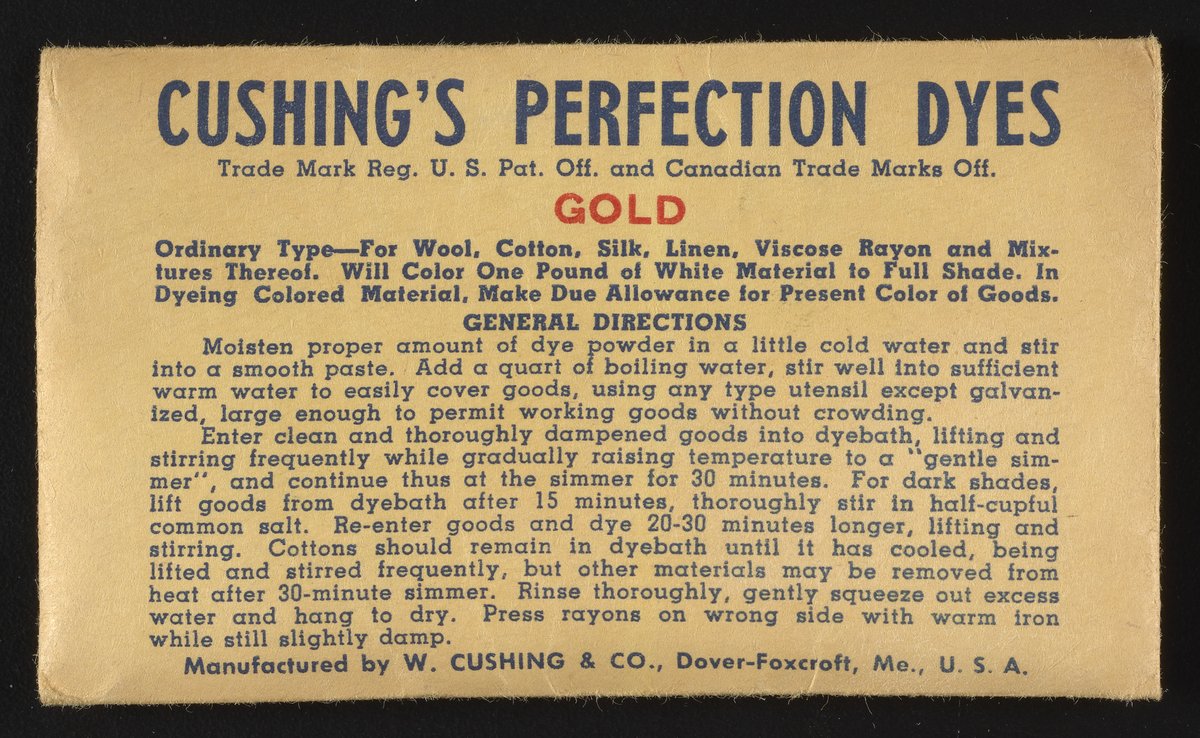 CUSHING'S PERFECTION DYES
Trade Mark Reg. U. S. Pat. Off. and Canadian Trade Marks Off.
GOLD
Ordinary Type—For Wool, Cotton, Silk, Linen, Viscose Rayon and Mix-
tures Thereof. Will Color One Pound of White Material to Full Shade. In
Dyeing Colored Material, Make Due Allowance for Present Color of Goods.
GENERAL DIRECTIONS
Moisten proper amount of dye powder in a little cold water and stir
into a smooth paste. Add a quart of boiling water, stir well into sufficient
warm water to easily cover goods, using any type utensil except galvan-
ized, large enough to permit working goods without crowding.
Enter clean and thoroughly dampened goods into dyebath, lifting and
stirring frequently while gradually raising temperature to a "gentle sim-
mer", and continue thus at the simmer for 30 minutes. For dark shades,
lift goods from dyebath after 15 minutes, thoroughly stir in half-cupful
common salt. Re-enter goods and dye 20-30 minutes longer, lifting and
stirring. Cottons should remain in dyebath until it has cooled, being
lifted and stirred frequently, but other materials may be removed from
heat after 30-minute simmer. Rinse thoroughly, gently squeeze out excess
water and hang to dry. Press rayons on wrong side with warm iron
while still slightly damp.
Manufactured by W. CUSHING & CO., Dover-Foxcroft, Me., U. S. A.